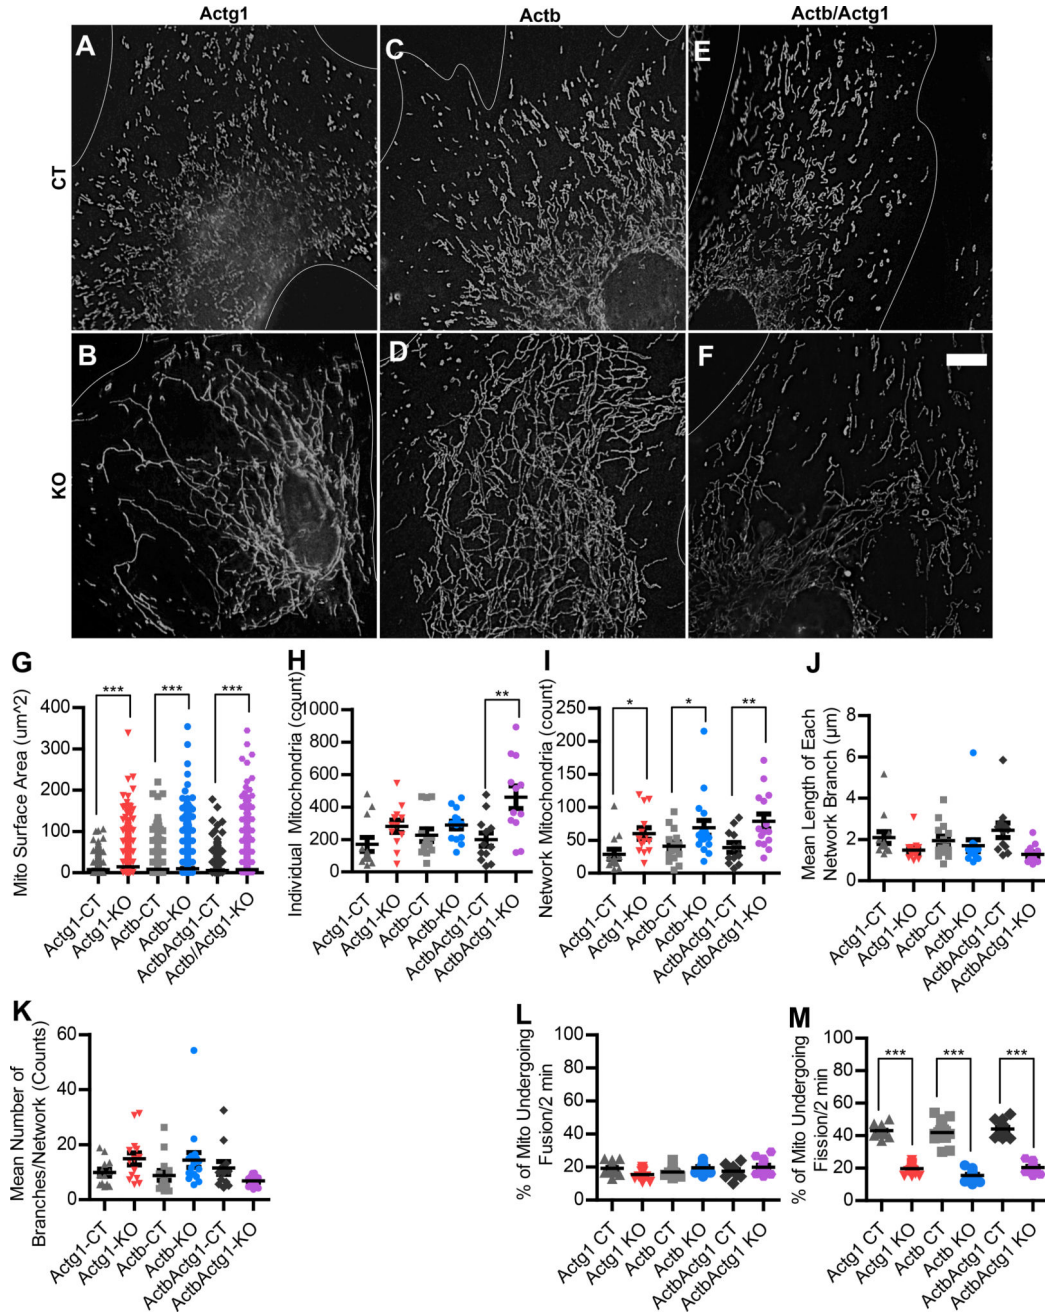 Actg1 Actb Actb/Actg1
A C E
CT
B D F
KO
G
Mito Surface Area (um^2)
400
300
200
100
0
*** *** ***
Actg1-CT
Actg1-KO
Actb-CT
Actb-KO
ActbActg1-CT
Actb/Actg1-KO
H
Individual Mitochondria (count)
1000
800
600
400
200
0
**
Actg1-CT
Actg1-KO
Actb-CT
Actb-KO
ActbActg1-CT
ActbActg1-KO
I
Network Mitochondria (count)
250
200
150
100
50
0
* * **
Actg1-CT
Actg1-KO
Actb-CT
Actb-KO
ActbActg1-CT
ActbActg1-KO
J
Mean Length of Each
Network Branch (µm)
8
6
4
2
0
Actg1-CT
Actg1-KO
Actb-CT
Actb-KO
ActbActg1-CT
ActbActg1-KO
K
Mean Number of
Branches/Network (Counts)
60
40
20
0
Actg1-CT
Actg1-KO
Actb-CT
Actb-KO
ActbActg1-CT
ActbActg1-KO
L
% of Mito Undergoing
Fusion/2 min
100
80
60
40
20
0
Actg1 CT
Actg1 KO
Actb CT
Actb KO
ActbActg1 CT
ActbActg1 KO
M
% of Mito Undergoing
Fission/2 min
100
80
60
40
20
0
*** *** ***
Actg1 CT
Actg1 KO
Actb CT
Actb KO
ActbActg1 CT
ActbActg1 KO